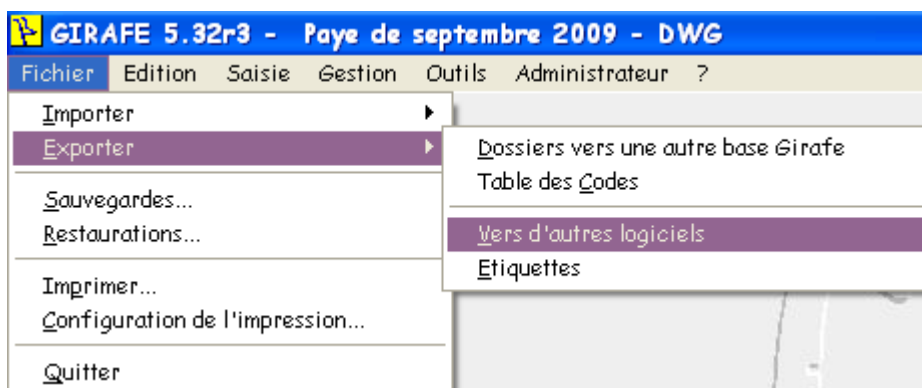 GIRAFE 5.32r3 - Paye de septembre 2009 - DWG
Fichier Edition Saisie Gestion Outils Administrateur ?
Importer
Exporter
Dossiers vers une autre base Girafe
Table des Codes
Sauvegardes...
Restaurations...
Vers d'autres logiciels
Etiquettes
Imprimer...
Configuration de l'impression...
Quitter